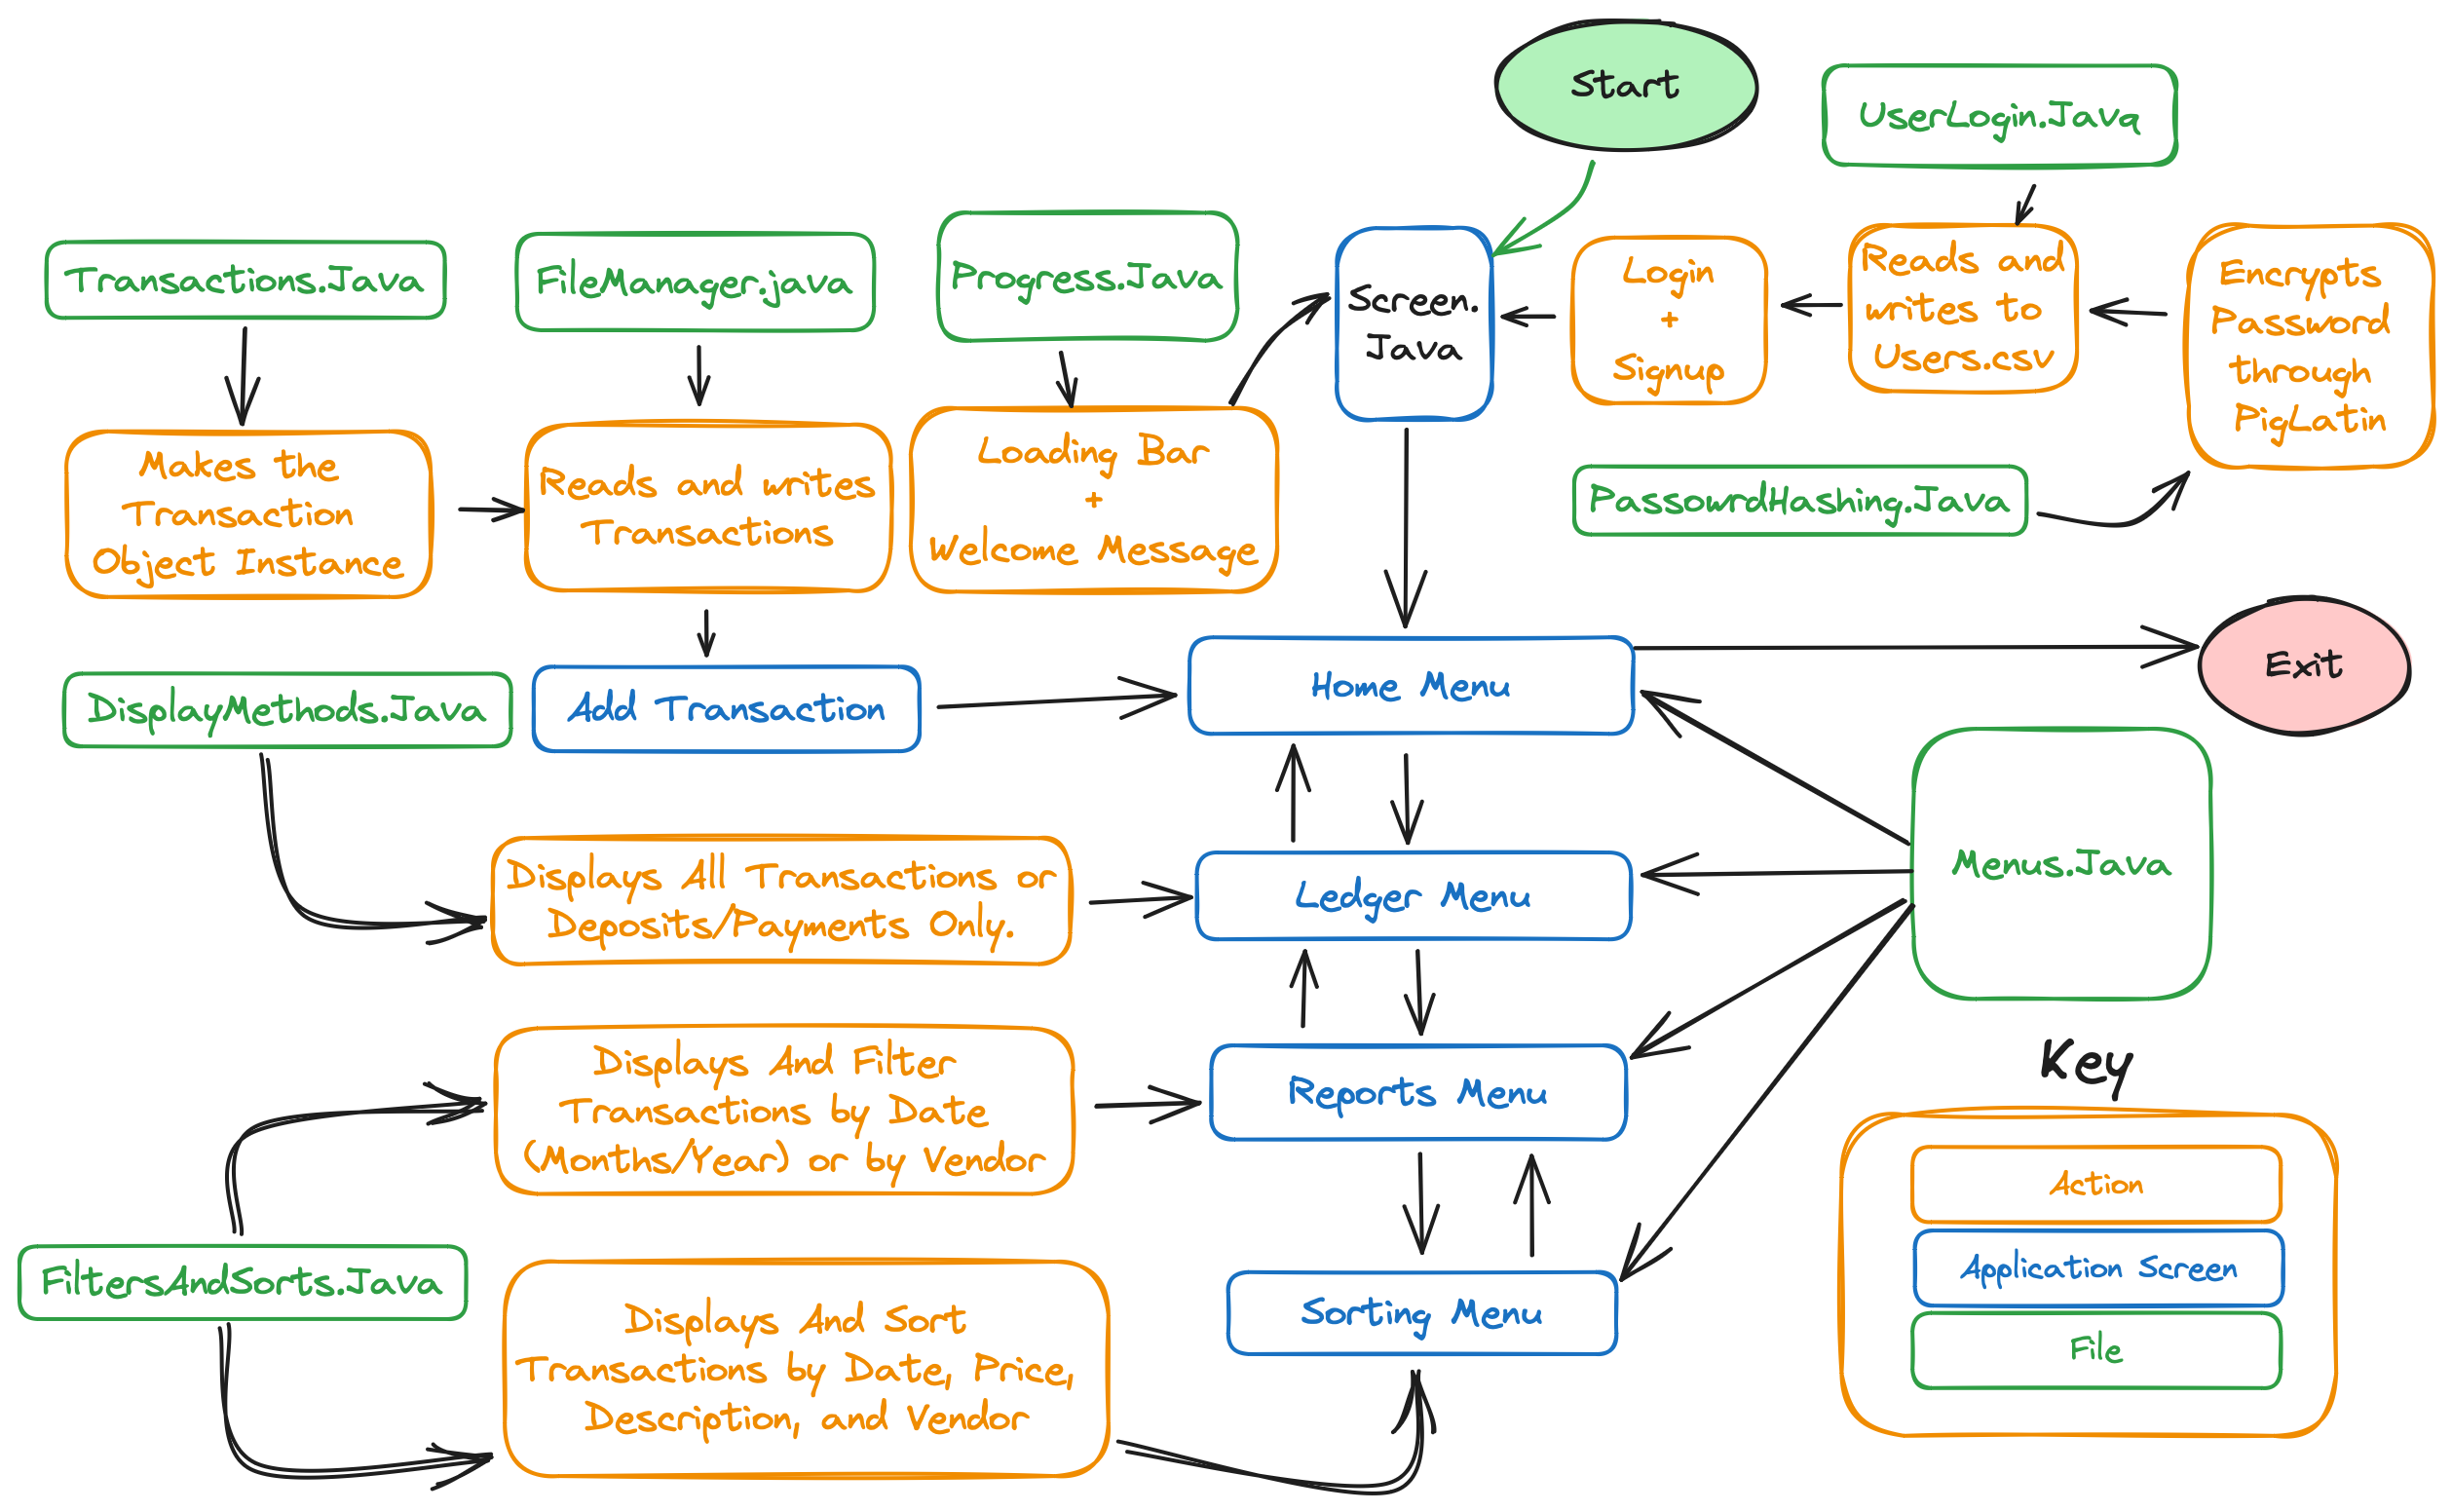 Start
UserLogin.Java
Transactions.Java
FileManager.java
Progress.Java
Screen.
Java
Login
+
Signup
Reads and
writes to
Users.csv
Encrypts
Password
through
PigLatin
Makes the
Transaction
Object Instance
Read and writes
Transactions
Loading Bar
+
Welcome Message
PasswordHashing.Java
DisplayMethods.Java
Add Transaction
Home Menu
Exit
Menus.Java
Displays All Transactions or
Deposits/Payments Only.
Ledger Menu
Displays And Filter
Transactions by Date
(Months/Year) or by Vendor
Reports Menu
FiltersAndSorts.Java
Displays And Sort
Transactions by Date, Price,
Description, and Vendor
Sorting Menu
Key
Action
Application Screen
File